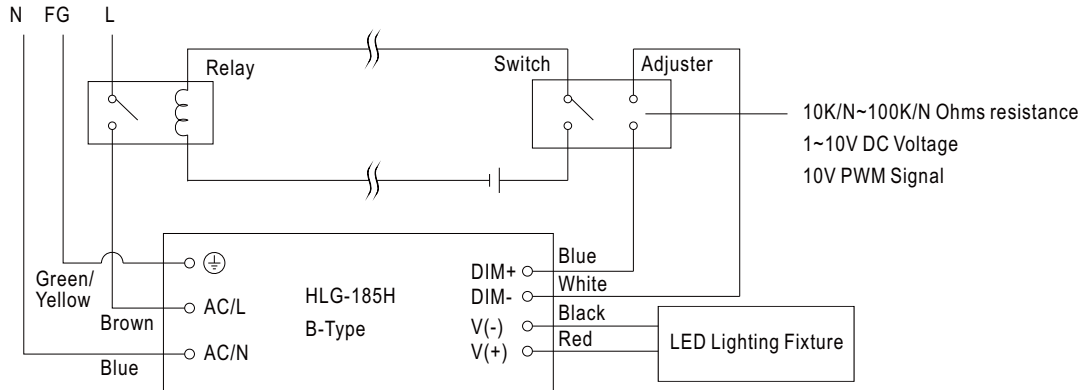 N FG L
Relay
Switch
Adjuster
10K/N~100K/N Ohms resistance
1~10V DC Voltage
10V PWM Signal
Green/
Yellow
Brown
Blue
AC/L
AC/N
HLG-185H
B-Type
DIM+
DIM-
V(-)
V(+)
Blue
White
Black
Red
LED Lighting Fixture